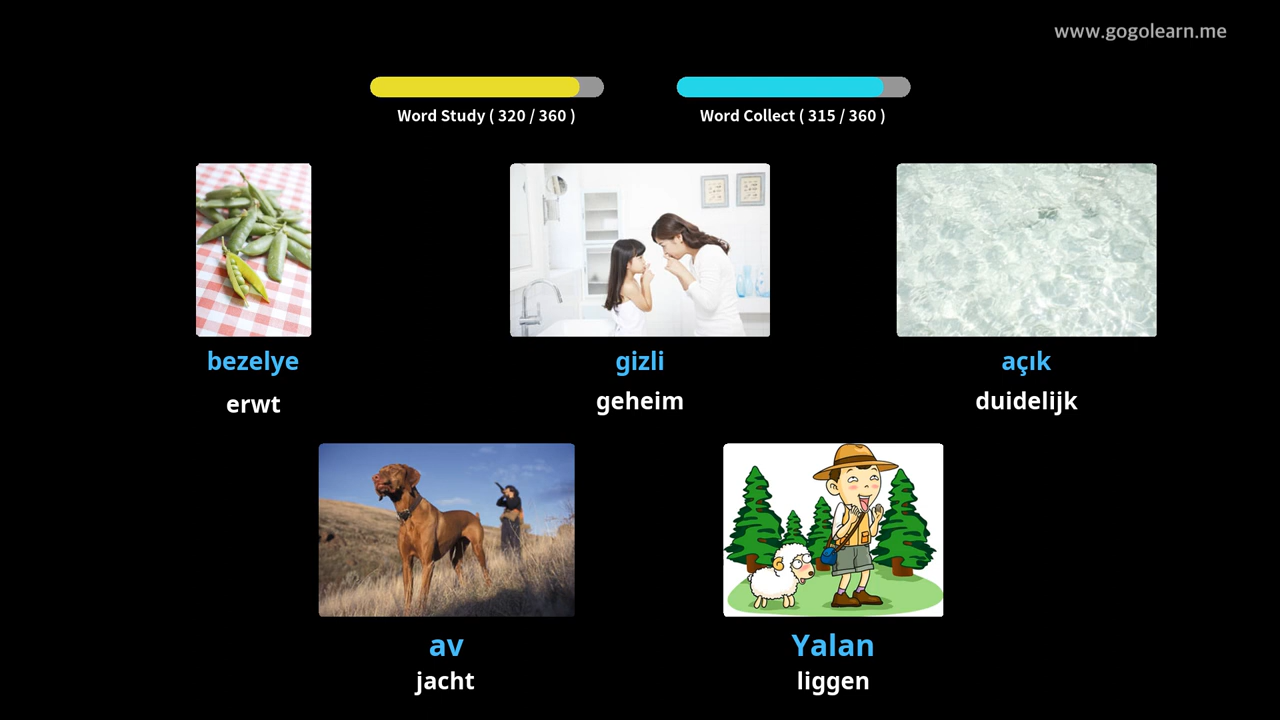 www.gogolearn.me
Word Study ( 320 / 360 )
Word Collect ( 315 / 360 )
bezelye
erwt
gizli
geheim
açık
duidelijk
av
jacht
Yalan
liggen